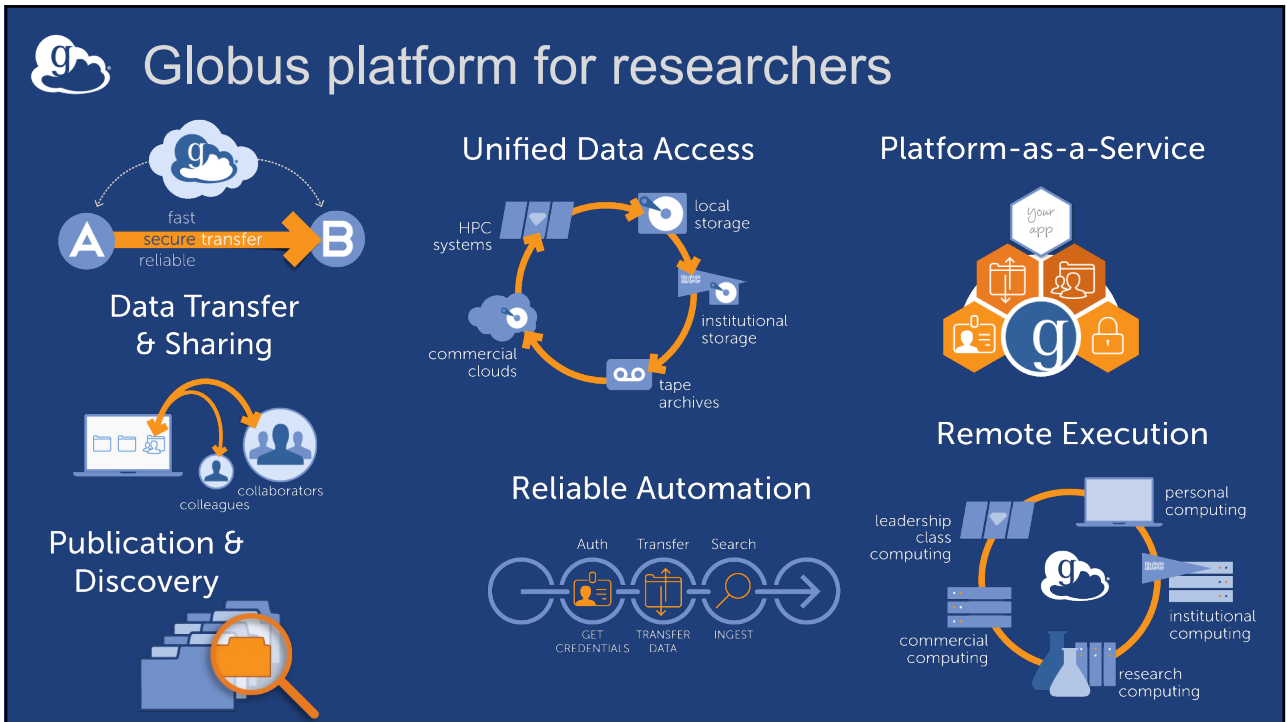 g
Globus platform for researchers
g
A
fast
secure transfer
reliable
B
Data Transfer
& Sharing
colleagues
collaborators
Publication &
Discovery
Unified Data Access
HPC
systems
local
storage
RCC
institutional
storage
tape
archives
commercial
clouds
Reliable Automation
Auth
Transfer
Search
GET
CREDENTIALS
TRANSFER
DATA
INGEST
Platform-as-a-Service
Your
app
g
Remote Execution
leadership
class
computing
personal
computing
g
RCC
institutional
computing
commercial
computing
research
computing